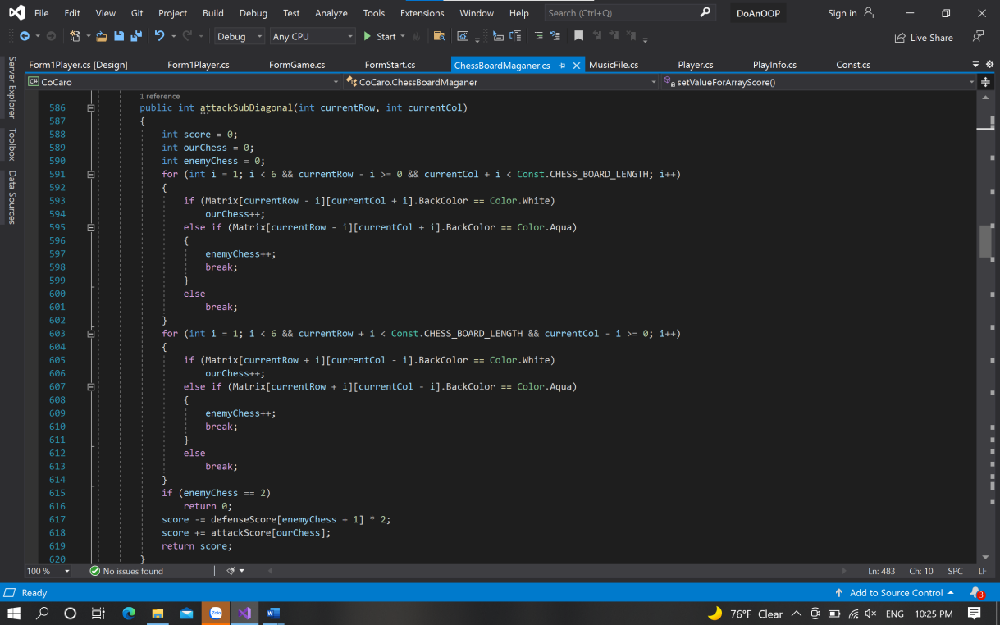 File Edit View Git Project Build Debug Test Analyze Tools Extensions Window Help Search (Ctrl+Q) DoAnOOP Sign in
Debug Any CPU Start Live Share
Form1Player.cs [Design] Form1Player.cs FormGame.cs FormStart.cs ChessBoardMaganer.cs MusicFile.cs Player.cs PlayInfo.cs Const.cs
C# CoCaro CoCaro.ChessBoardMaganer setValueForArrayScore()
Server Explorer
Toolbox
Data Sources
1 reference
586 public int attackSubDiagonal(int currentRow, int currentCol)
587 {
588 int score = 0;
589 int ourChess = 0;
590 int enemyChess = 0;
591 for (int i = 1; i < 6 && currentRow - i >= 0 && currentCol + i < Const.CHESS_BOARD_LENGTH; i++)
592 {
593 if (Matrix[currentRow - i][currentCol + i].BackColor == Color.White)
594 ourChess++;
595 else if (Matrix[currentRow - i][currentCol + i].BackColor == Color.Aqua)
596 {
597 enemyChess++;
598 break;
599 }
600 else
601 break;
602 }
603 for (int i = 1; i < 6 && currentRow + i < Const.CHESS_BOARD_LENGTH && currentCol - i >= 0; i++)
604 {
605 if (Matrix[currentRow + i][currentCol - i].BackColor == Color.White)
606 ourChess++;
607 else if (Matrix[currentRow + i][currentCol - i].BackColor == Color.Aqua)
608 {
609 enemyChess++;
610 break;
611 }
612 else
613 break;
614 }
615 if (enemyChess == 2)
616 return 0;
617 score -= defenseScore[enemyChess + 1] * 2;
618 score += attackScore[ourChess];
619 return score;
620 }
100 % No issues found Ln: 483 Ch: 10 SPC LF
Ready Add to Source Control 3
Zalo W 76°F Clear ENG 10:25 PM